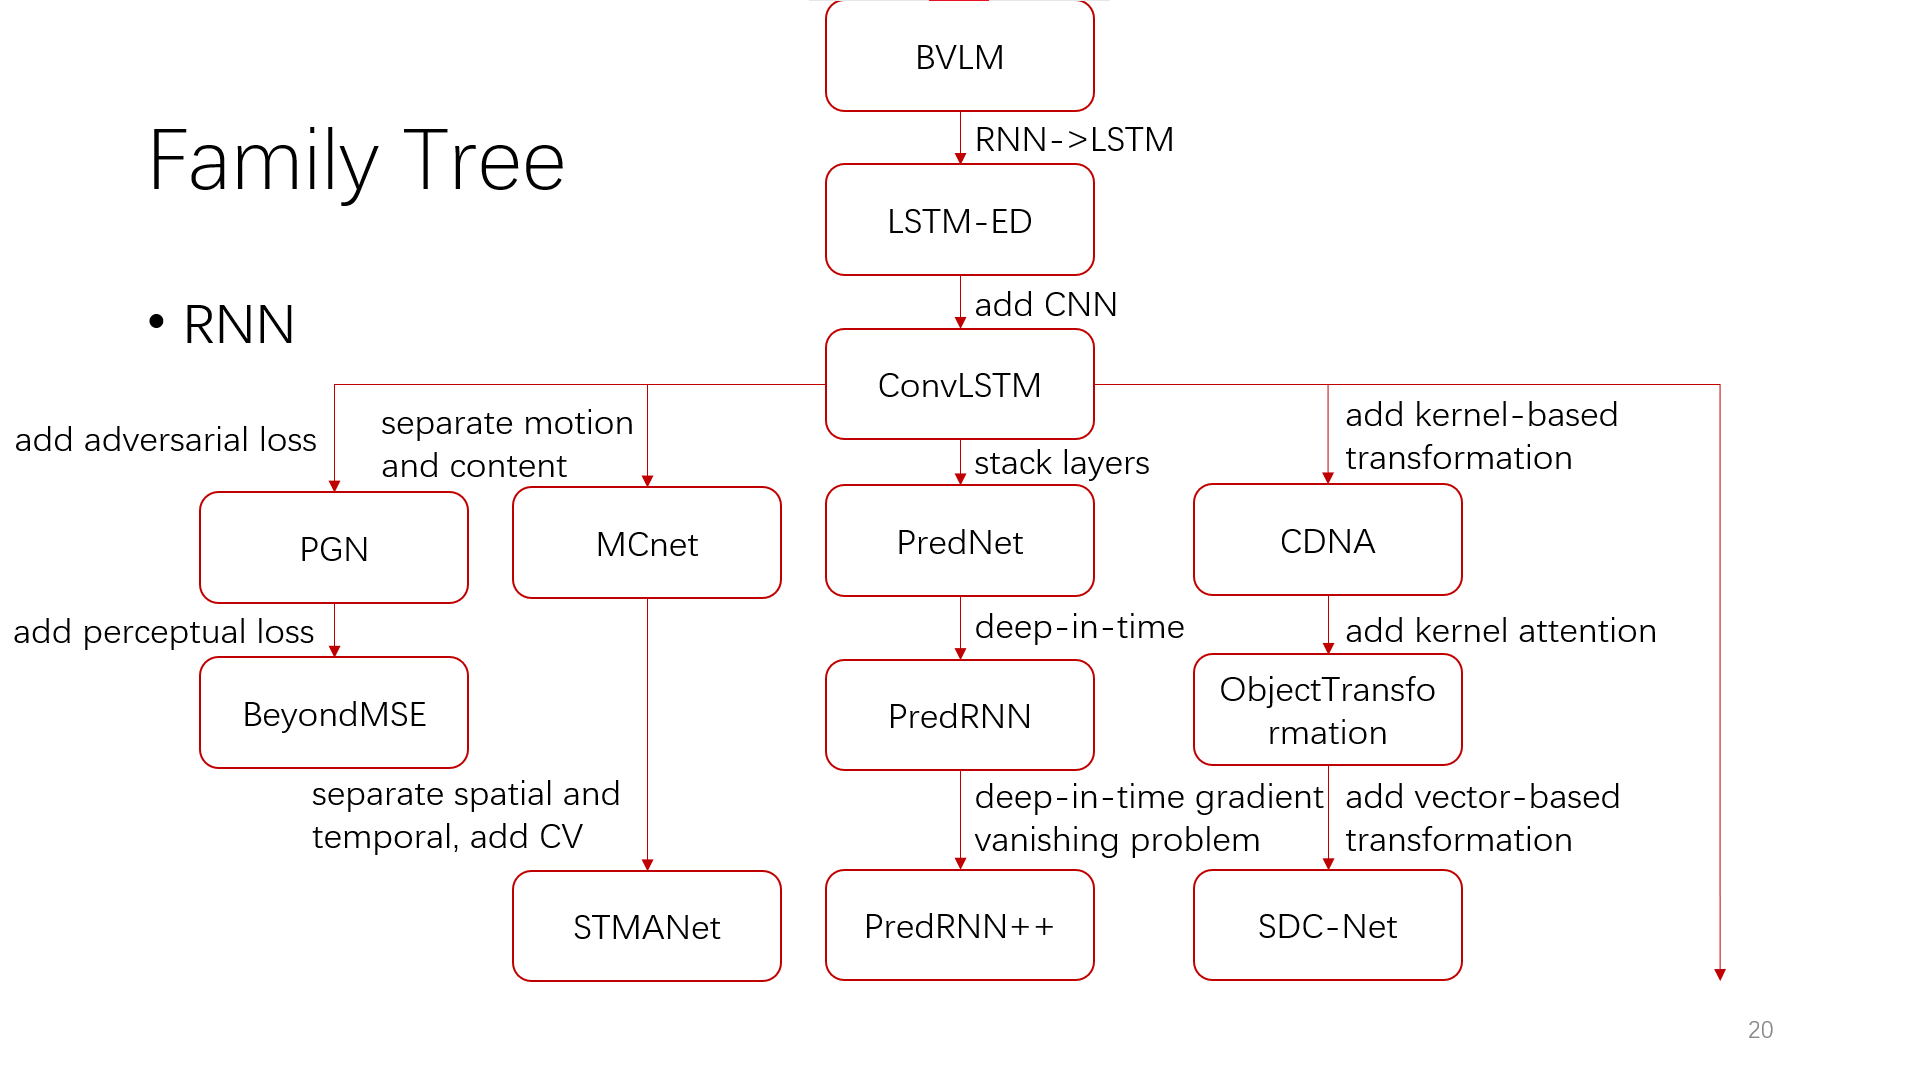 BVLM
RNN->LSTM
Family Tree
LSTM-ED
add CNN
• RNN
ConvLSTM
add adversarial loss
separate motion
and content
stack layers
add kernel-based
transformation
PGN
MCnet
PredNet
CDNA
add perceptual loss
deep-in-time
add kernel attention
BeyondMSE
PredRNN
ObjectTransfo
rmation
separate spatial and
temporal, add CV
deep-in-time gradient
vanishing problem
add vector-based
transformation
STMANet
PredRNN++
SDC-Net
20